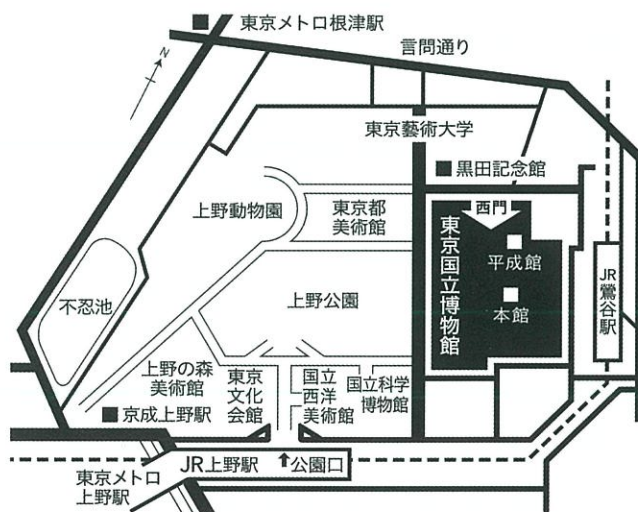 東京メトロ根津駅
言問通り
N
東京藝術大学
黒田記念館
上野動物園
東京都
美術館
西門
東京国立博物館
平成館
本館
JR鶯谷駅
不忍池
上野公園
上野の森
美術館
東京
文化
会館
国立
西洋
美術館
国立科学
博物館
京成上野駅
JR上野駅
公園口
東京メトロ
上野駅